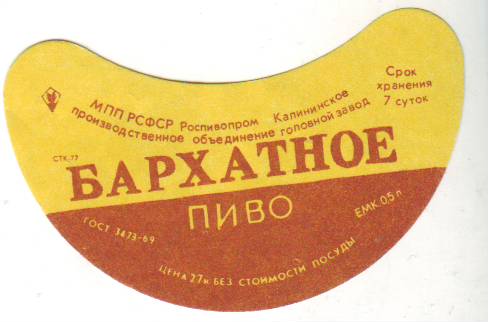 МПП РСФСР Роспивопром Калининское
производственное объединение головной завод
Срок
хранения
7 суток
СТК.77
БАРХАТНОЕ
ПИВО
ГОСТ 3473-69
ЕМК. 0,5 л
ЦЕНА 27к БЕЗ СТОИМОСТИ ПОСУДЫ